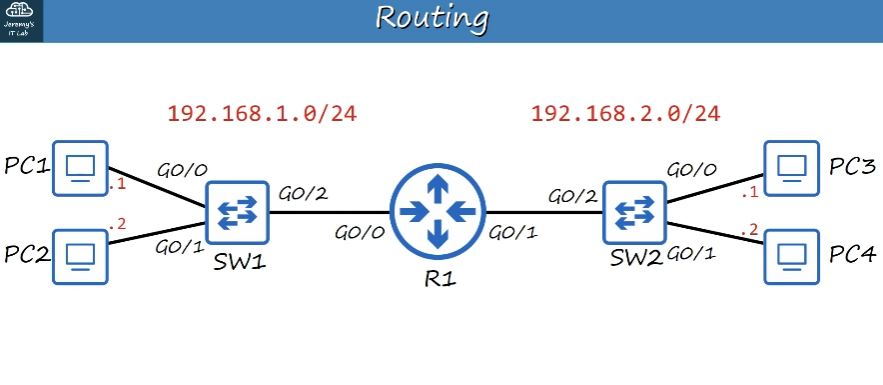 Jeremy's
IT Lab
Routing
192.168.1.0/24
192.168.2.0/24
PC1
G0/0
.1
G0/2
.2
PC2
G0/1
SW1
G0/0
R1
G0/1
G0/2
G0/0
PC3
.1
.2
SW2
G0/1
PC4